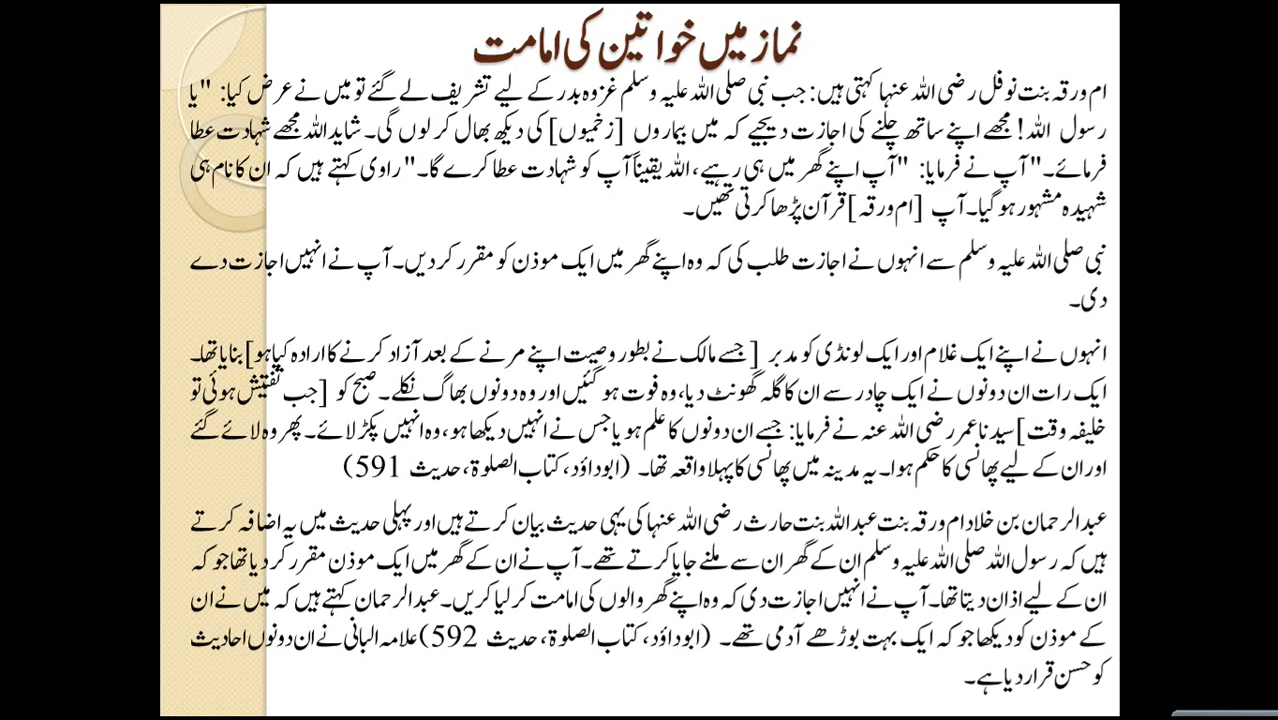 نماز میں خواتین کی امامت
ام ورقہ بنت نوفل رضی اللہ عنہا کہتی ہیں: جب نبی صلی اللہ علیہ وسلم غزوہ بدر کے لیے تشریف لے گئے تو میں نے عرض کیا: "یا
رسول اللہ! مجھے اپنے ساتھ چلنے کی اجازت دیجیے کہ میں بیماروں [زخمیوں] کی دیکھ بھال کر لوں گی۔ شاید اللہ مجھے شہادت عطا
فرمائے۔" آپ نے فرمایا: "آپ اپنے گھر میں ہی رہیے، اللہ یقیناً آپ کو شہادت عطا کرے گا۔" راوی کہتے ہیں کہ ان کا نام ہی
شہیدہ مشہور ہو گیا۔ آپ [ام ورقہ] قرآن پڑھا کرتی تھیں۔
نبی صلی اللہ علیہ وسلم سے انہوں نے اجازت طلب کی کہ وہ اپنے گھر میں ایک موذن کو مقرر کر دیں۔ آپ نے انہیں اجازت دے
دی۔
انہوں نے اپنے ایک غلام اور ایک لونڈی کو مدبر [جسے مالک نے بطور وصیت اپنے مرنے کے بعد آزاد کرنے کا ارادہ کیا ہو] بنایا تھا۔
ایک رات ان دونوں نے ایک چادر سے ان کا گلہ گھونٹ دیا، وہ فوت ہو گئیں اور وہ دونوں بھاگ نکلے۔ صبح کو [جب تفتیش ہوئی تو
خلیفہ وقت] سیدنا عمر رضی اللہ عنہ نے فرمایا: جسے ان دونوں کا علم ہو یا جس نے انہیں دیکھا ہو، وہ انہیں پکڑ لائے۔ پھر وہ لائے گئے
اور ان کے لیے پھانسی کا حکم ہوا۔ یہ مدینہ میں پھانسی کا پہلا واقعہ تھا۔ (ابوداؤد، کتاب الصلوۃ، حدیث 591)
عبدالرحمان بن خلاد ام ورقہ بنت عبداللہ بنت حارث رضی اللہ عنہا کی یہی حدیث بیان کرتے ہیں اور پہلی حدیث میں یہ اضافہ کرتے
ہیں کہ رسول اللہ صلی اللہ علیہ وسلم ان کے گھر ان سے ملنے جایا کرتے تھے۔ آپ نے ان کے گھر میں ایک موذن مقرر کر دیا تھا جو کہ
ان کے لیے اذان دیتا تھا۔ آپ نے انہیں اجازت دی کہ وہ اپنے گھر والوں کی امامت کر لیا کریں۔ عبدالرحمان کہتے ہیں کہ میں نے ان
کے موذن کو دیکھا جو کہ ایک بہت بوڑھے آدمی تھے۔ (ابوداؤد، کتاب الصلوۃ، حدیث 592) علامہ البانی نے ان دونوں احادیث
کو حسن قرار دیا ہے۔